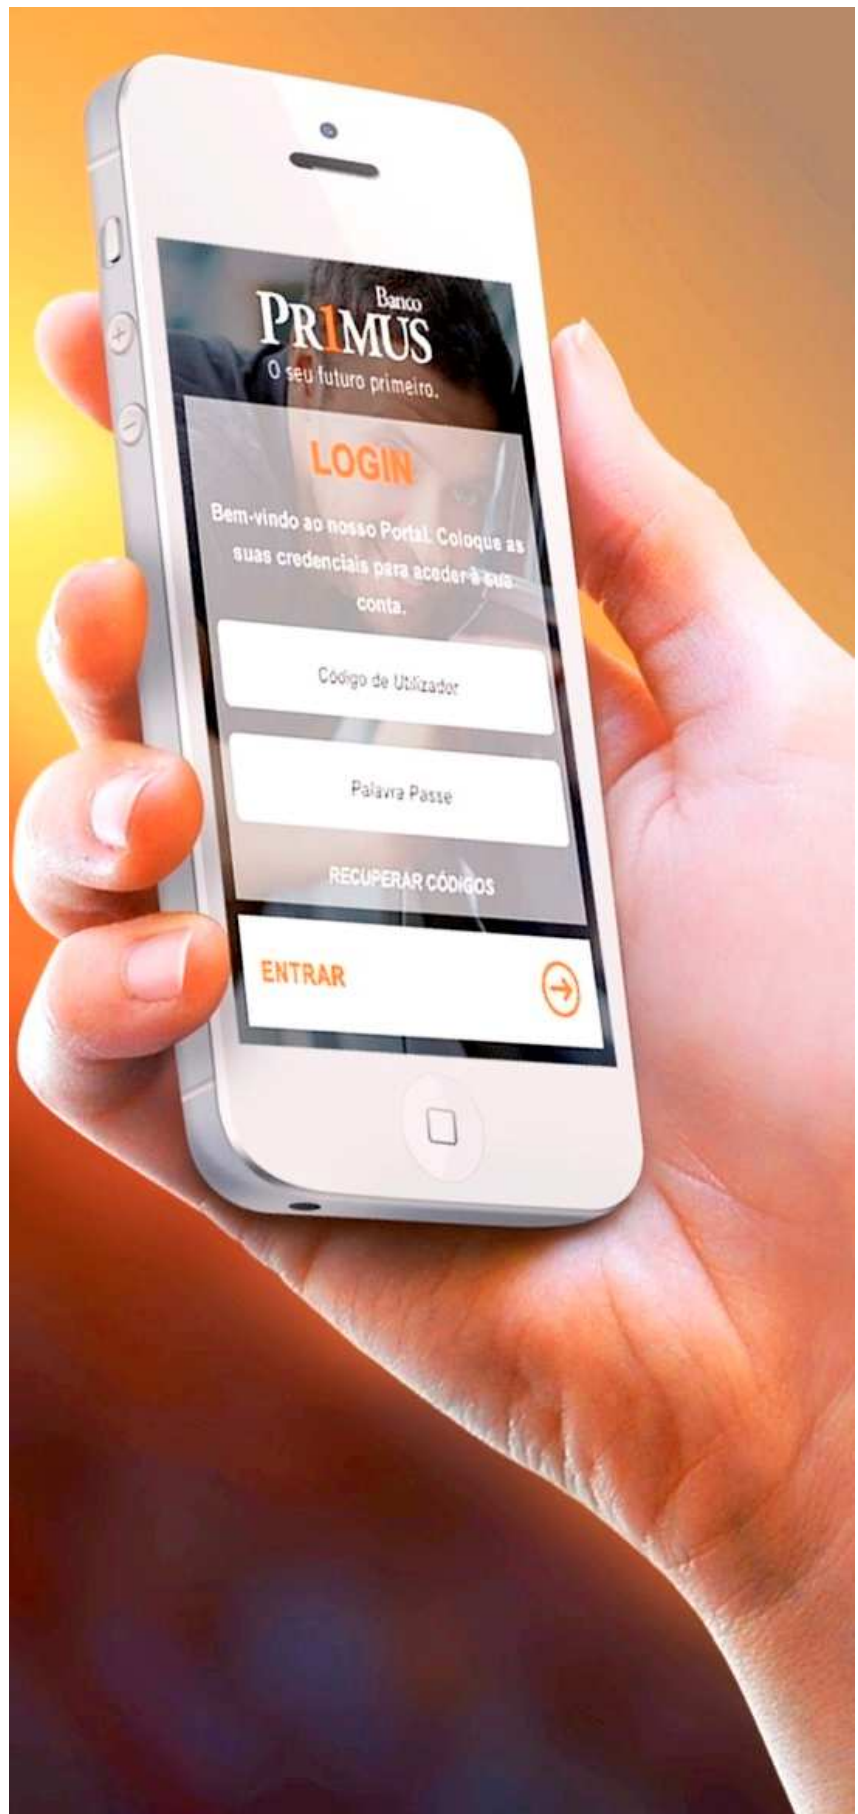 Banco
PR1MUS
O seu futuro primeiro.
LOGIN
Bem-vindo ao nosso Portal. Coloque as
suas credenciais para aceder à sua
conta.
Código de Utilizador
Palavra Passe
RECUPERAR CÓDIGOS
ENTRAR